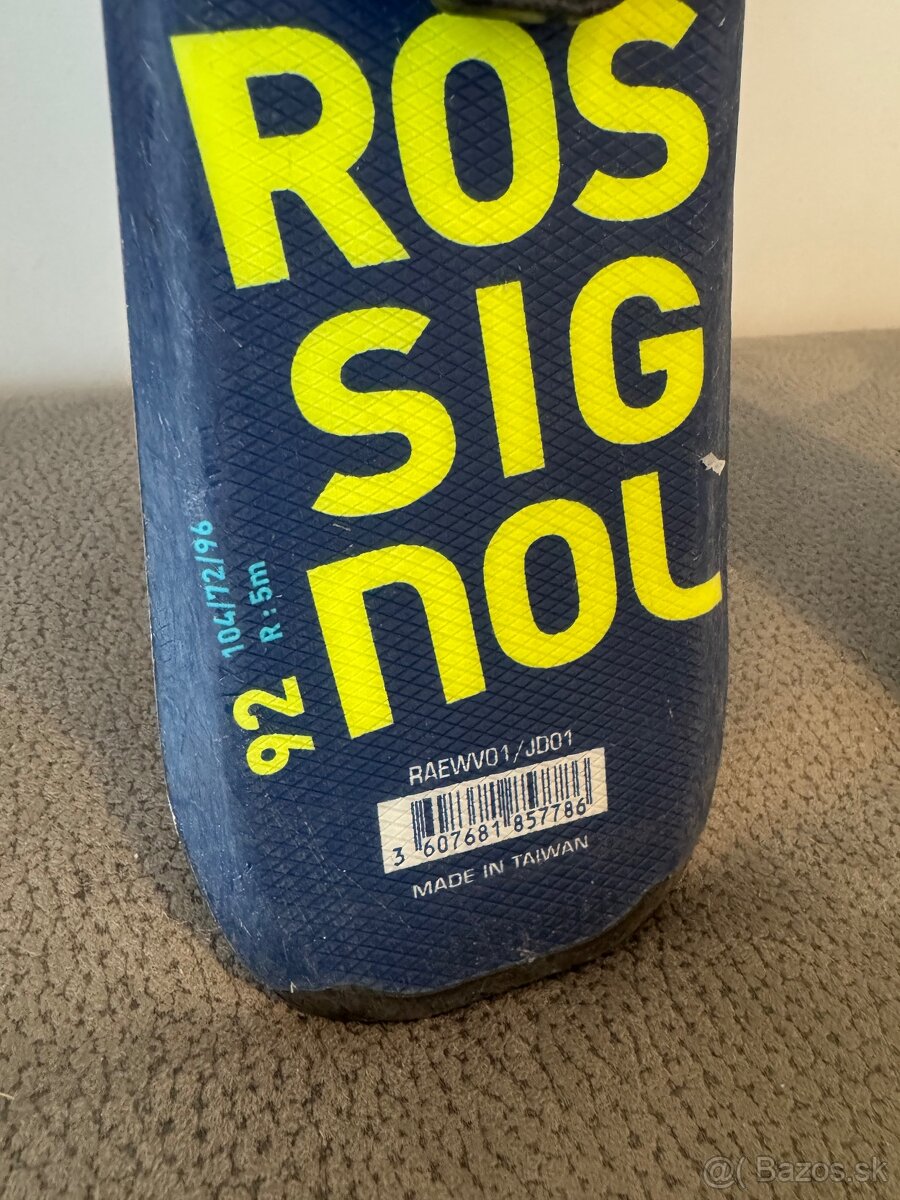 ROS
SIG
nOL
104/72/96
R : 5m
92
RAEWV01/JD01
3 607681 857786
MADE IN TAIWAN
@( Bazos.sk